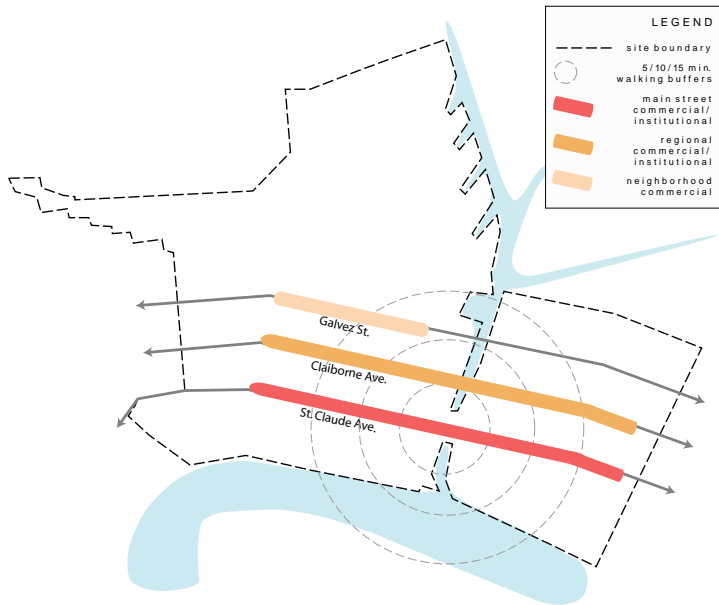 LEGEND
site boundary
5/10/15 min.
walking buffers
main street
commercial/
institutional
regional
commercial/
institutional
neighborhood
commercial
Galvez St.
Claiborne Ave.
St. Claude Ave.